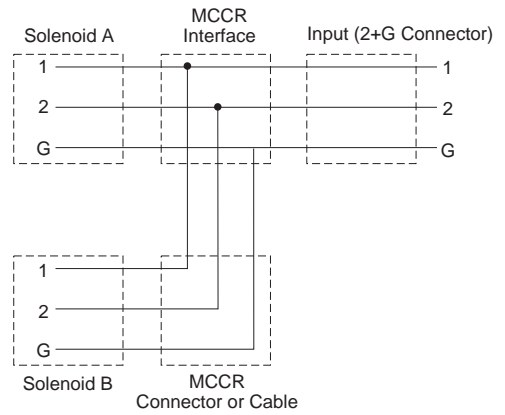 Solenoid A
MCCR
Interface
Input (2+G Connector)
1
1
2
2
G
G
1
2
G
Solenoid B
MCCR
Connector or Cable